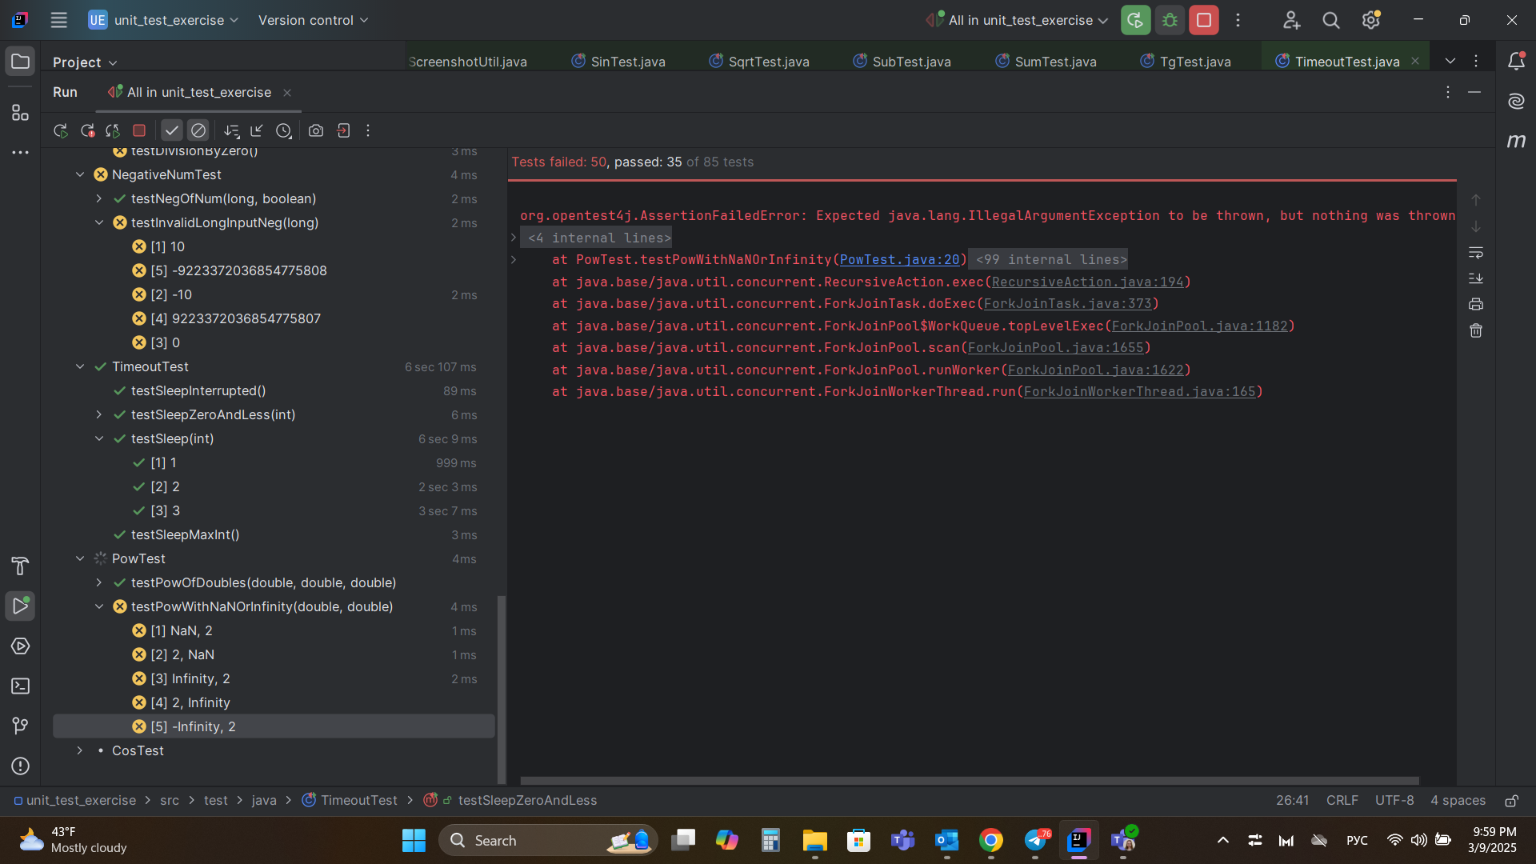 UE unit_test_exercise Version control All in unit_test_exercise
Project ScreenshotUtil.java SinTest.java SqrtTest.java SubTest.java SumTest.java TgTest.java TimeoutTest.java
Run All in unit_test_exercise
testDivisionByZero() 3 ms
NegativeNumTest 4 ms
testNegOfNum(long, boolean) 2 ms
testInvalidLongInputNeg(long) 2 ms
[1] 10
[5] -9223372036854775808
[2] -10 2 ms
[4] 9223372036854775807
[3] 0
TimeoutTest 6 sec 107 ms
testSleepInterrupted() 89 ms
testSleepZeroAndLess(int) 6 ms
testSleep(int) 6 sec 9 ms
[1] 1 999 ms
[2] 2 2 sec 3 ms
[3] 3 3 sec 7 ms
testSleepMaxInt() 3 ms
PowTest 4ms
testPowOfDoubles(double, double, double)
testPowWithNaNOrInfinity(double, double) 4 ms
[1] NaN, 2 1 ms
[2] 2, NaN 1 ms
[3] Infinity, 2 2 ms
[4] 2, Infinity
[5] -Infinity, 2
CosTest
Tests failed: 50, passed: 35 of 85 tests
org.opentest4j.AssertionFailedError: Expected java.lang.IllegalArgumentException to be thrown, but nothing was thrown
<4 internal lines>
at PowTest.testPowWithNaNOrInfinity(PowTest.java:20) <99 internal lines>
at java.base/java.util.concurrent.RecursiveAction.exec(RecursiveAction.java:194)
at java.base/java.util.concurrent.ForkJoinTask.doExec(ForkJoinTask.java:373)
at java.base/java.util.concurrent.ForkJoinPool$WorkQueue.topLevelExec(ForkJoinPool.java:1182)
at java.base/java.util.concurrent.ForkJoinPool.scan(ForkJoinPool.java:1655)
at java.base/java.util.concurrent.ForkJoinPool.runWorker(ForkJoinPool.java:1622)
at java.base/java.util.concurrent.ForkJoinWorkerThread.run(ForkJoinWorkerThread.java:165)
m
unit_test_exercise src test java TimeoutTest testSleepZeroAndLess 26:41 CRLF UTF-8 4 spaces
43°F
Mostly cloudy
Search
76
РУС
9:59 PM
3/9/2025